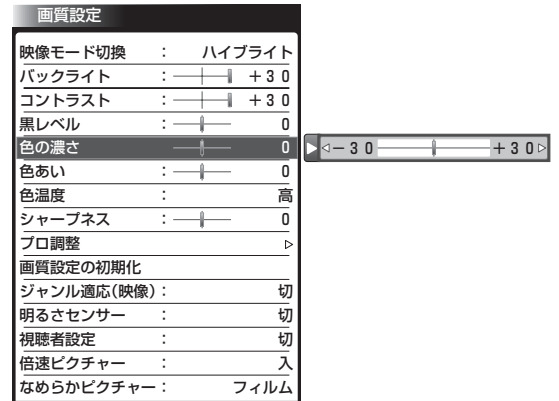 画質設定
映像モード切換 : ハイブライト
バックライト : +30
コントラスト : +30
黒レベル : 0
色の濃さ 0 －30 +30
色あい : 0
色温度 : 高
シャープネス : 0
プロ調整
画質設定の初期化
ジャンル適応(映像) : 切
明るさセンサー : 切
視聴者設定 : 切
倍速ピクチャー : 入
なめらかピクチャー : フィルム